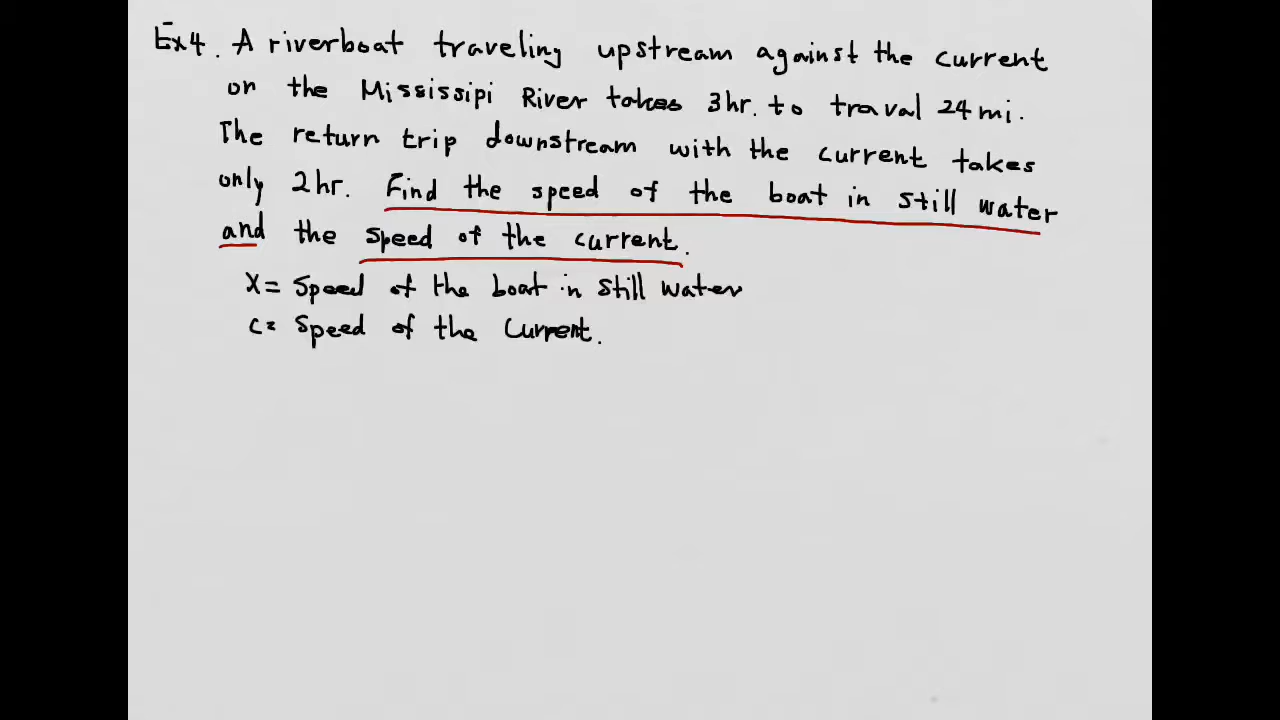 Ex4. A riverboat traveling upstream against the current
on the Mississipi River takes 3hr. to traval 24mi.
The return trip downstream with the current takes
only 2hr. Find the speed of the boat in still water
and the speed of the current.
X = Speed of the boat in still water
C = Speed of the Current.